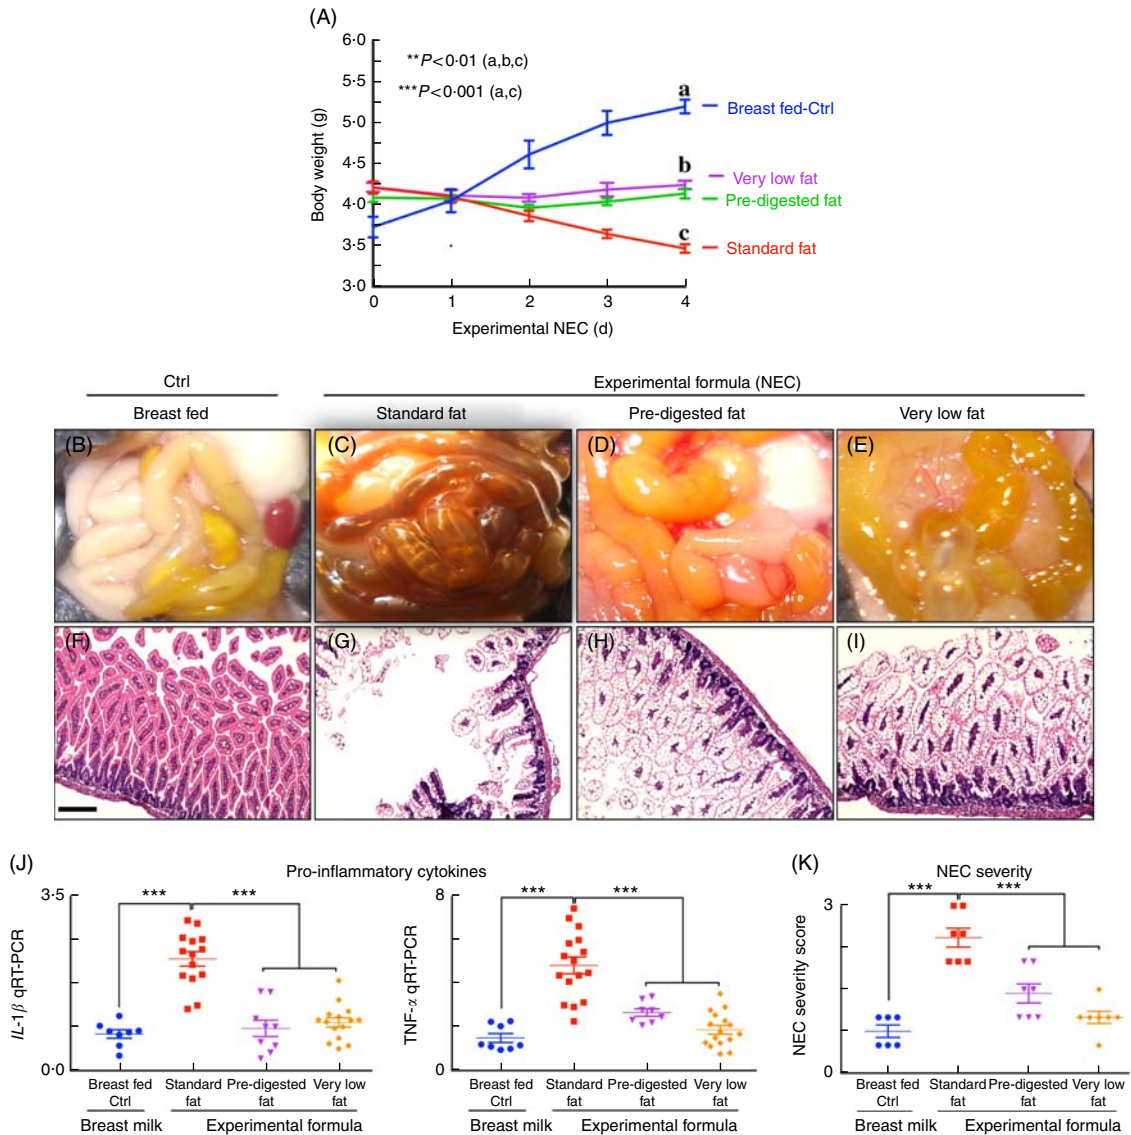 (A)
6·0
5·5
5·0
4·5
4·0
3·5
3·0
Body weight (g)
**P<0·01 (a,b,c)
***P<0·001 (a,c)
a
b
c
Breast fed-Ctrl
Very low fat
Pre-digested fat
Standard fat
0 1 2 3 4
Experimental NEC (d)
Ctrl Experimental formula (NEC)
Breast fed Standard fat Pre-digested fat Very low fat
(B) (C) (D) (E)
(F) (G) (H) (I)
(J)
Pro-inflammatory cytokines
3·5
0·0
IL-1β qRT-PCR
*** ***
Breast fed Standard Pre-digested Very low
Ctrl fat fat fat
Breast milk Experimental formula
8
0
TNF-α qRT-PCR
*** ***
Breast fed Standard Pre-digested Very low
Ctrl fat fat fat
Breast milk Experimental formula
(K)
NEC severity
3
0
NEC severity score
*** ***
Breast fed Standard Pre-digested Very low
Ctrl fat fat fat
Breast milk Experimental formula